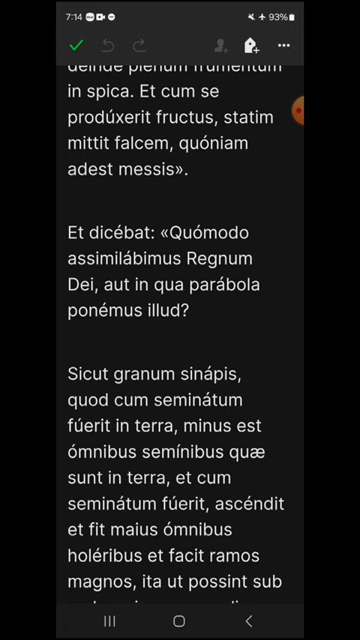 7:14
93%
deinde plenum frumentum
in spica. Et cum se
prodúxerit fructus, statim
mittit falcem, quóniam
adest messis».
Et dicébat: «Quómodo
assimilábimus Regnum
Dei, aut in qua parábola
ponémus illud?
Sicut granum sinápis,
quod cum seminátum
fúerit in terra, minus est
ómnibus semínibus quæ
sunt in terra, et cum
seminátum fúerit, ascéndit
et fit maius ómnibus
holéribus et facit ramos
magnos, ita ut possint sub